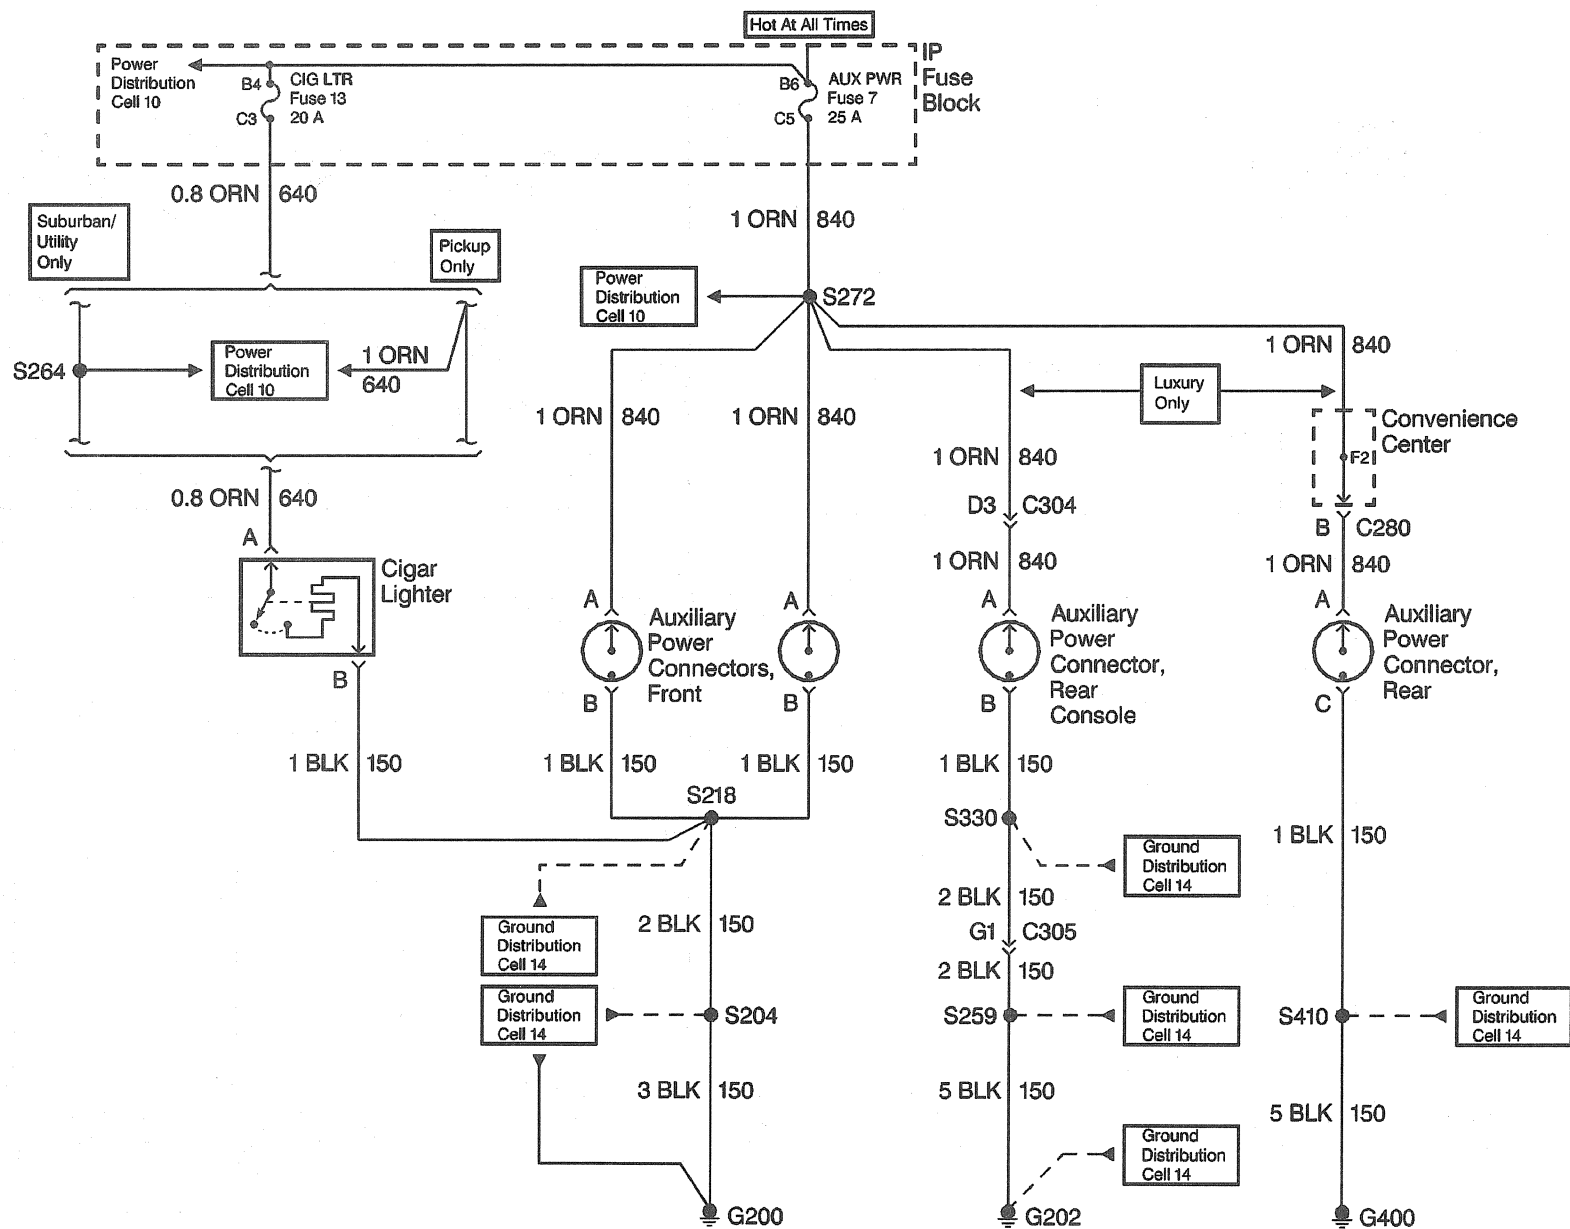 Hot At All Times
IP
Fuse
Block
Power
Distribution
Cell 10
B4
C3
CIG LTR
Fuse 13
20 A
B6
C5
AUX PWR
Fuse 7
25 A
0.8 ORN
640
1 ORN
840
Suburban/
Utility
Only
Pickup
Only
Power
Distribution
Cell 10
S272
S264
Power
Distribution
Cell 10
1 ORN
640
1 ORN
840
Luxury
Only
1 ORN
840
1 ORN
840
Convenience
Center
F2
1 ORN
840
D3
C304
B
C280
0.8 ORN
640
A
Cigar
Lighter
B
1 ORN
840
1 ORN
840
A
Auxiliary
Power
Connectors,
Front
B
A
B
A
Auxiliary
Power
Connector,
Rear
Console
B
A
Auxiliary
Power
Connector,
Rear
C
1 BLK
150
1 BLK
150
1 BLK
150
1 BLK
150
S218
S330
1 BLK
150
Ground
Distribution
Cell 14
2 BLK
150
G1
C305
2 BLK
150
Ground
Distribution
Cell 14
2 BLK
150
Ground
Distribution
Cell 14
S204
S259
Ground
Distribution
Cell 14
S410
Ground
Distribution
Cell 14
3 BLK
150
5 BLK
150
5 BLK
150
Ground
Distribution
Cell 14
G200
G202
G400